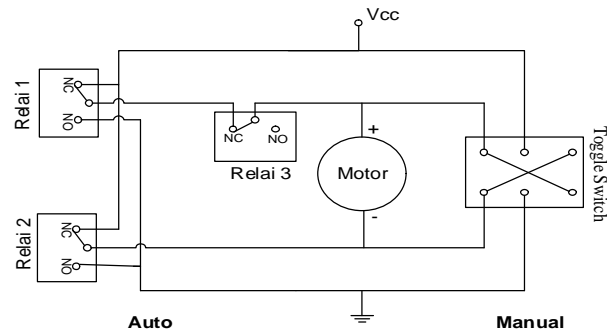 Vcc
Relai 1
NC
NO
NC
NO
Relai 3
+
Motor
-
Toggle Switch
Relai 2
NC
NO
Auto
Manual